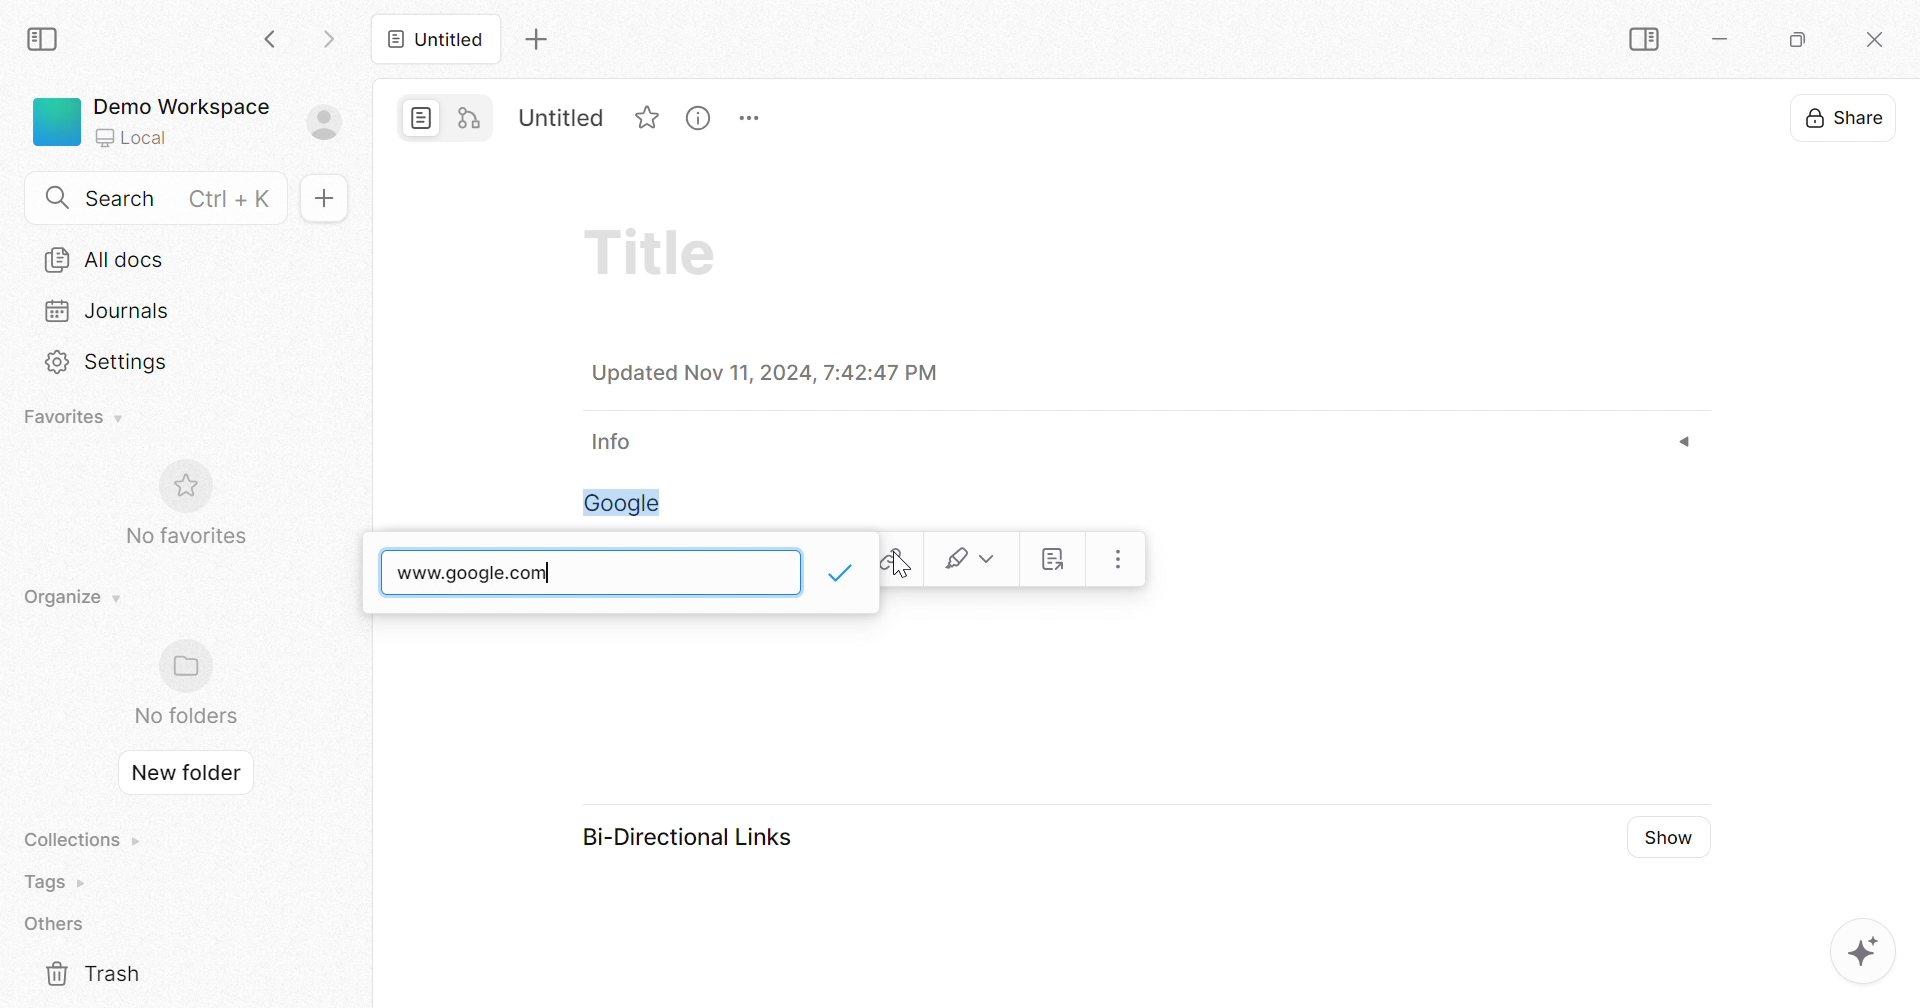 Untitled
Demo Workspace
Local
Untitled
Share
Search Ctrl + K
All docs
Title
Journals
Settings
Updated Nov 11, 2024, 7:42:47 PM
Favorites
Info
No favorites
Google
www.google.com
Organize
No folders
New folder
Collections
Bi-Directional Links
Show
Tags
Others
Trash